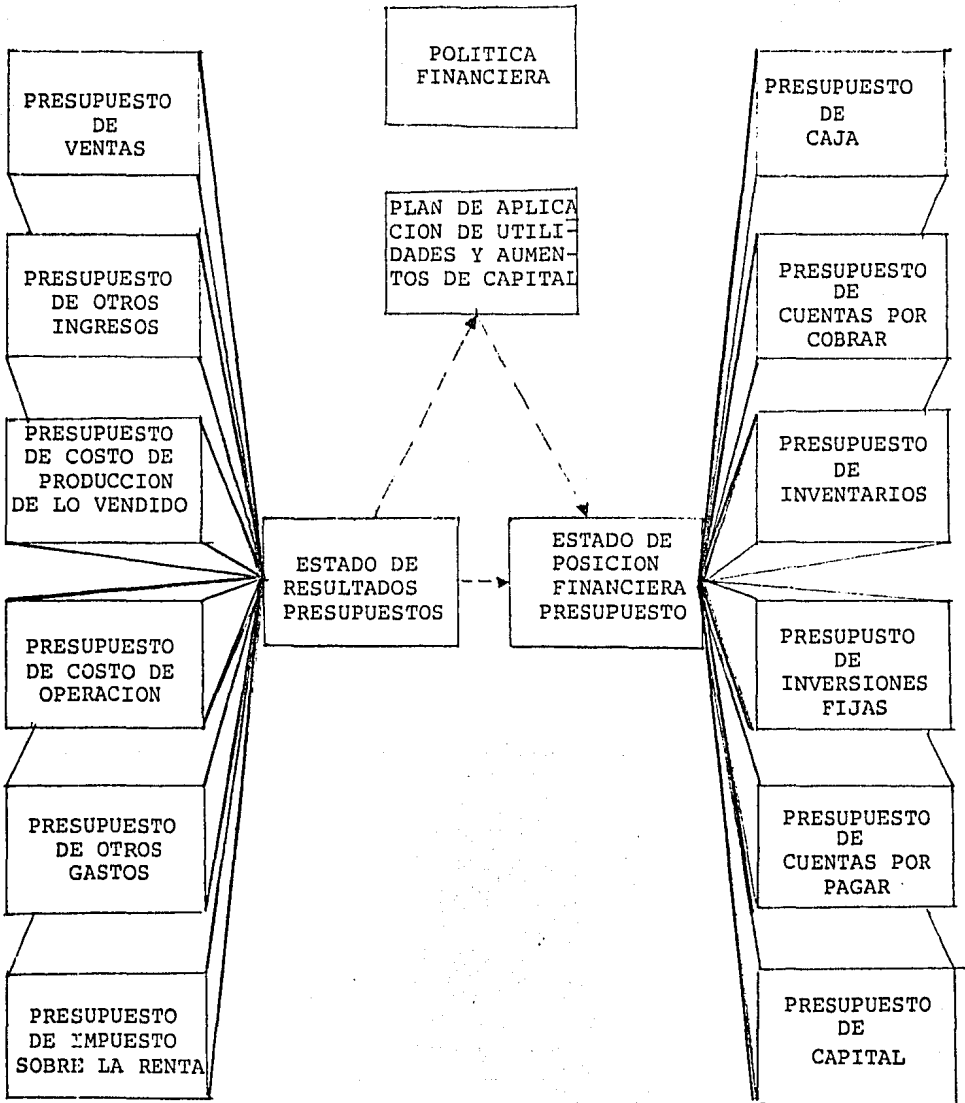 POLITICA
FINANCIERA
PRESUPUESTO
DE
VENTAS
PRESUPUESTO
DE
CAJA
PLAN DE APLICA
CION DE UTILI-
DADES Y AUMEN-
TOS DE CAPITAL
PRESUPUESTO
DE OTROS
INGRESOS
PRESUPUESTO
DE
CUENTAS POR
COBRAR
PRESUPUESTO
DE COSTO DE
PRODUCCION
DE LO VENDIDO
PRESUPUESTO
DE
INVENTARIOS
ESTADO DE
RESULTADOS
PRESUPUESTOS
ESTADO DE
POSICION
FINANCIERA
PRESUPUESTO
PRESUPUESTO
DE COSTO DE
OPERACION
PRESUPUSTO
DE
INVERSIONES
FIJAS
PRESUPUESTO
DE OTROS
GASTOS
PRESUPUESTO
DE
CUENTAS POR
PAGAR
PRESUPUESTO
DE IMPUESTO
SOBRE LA RENTA
PRESUPUESTO
DE
CAPITAL